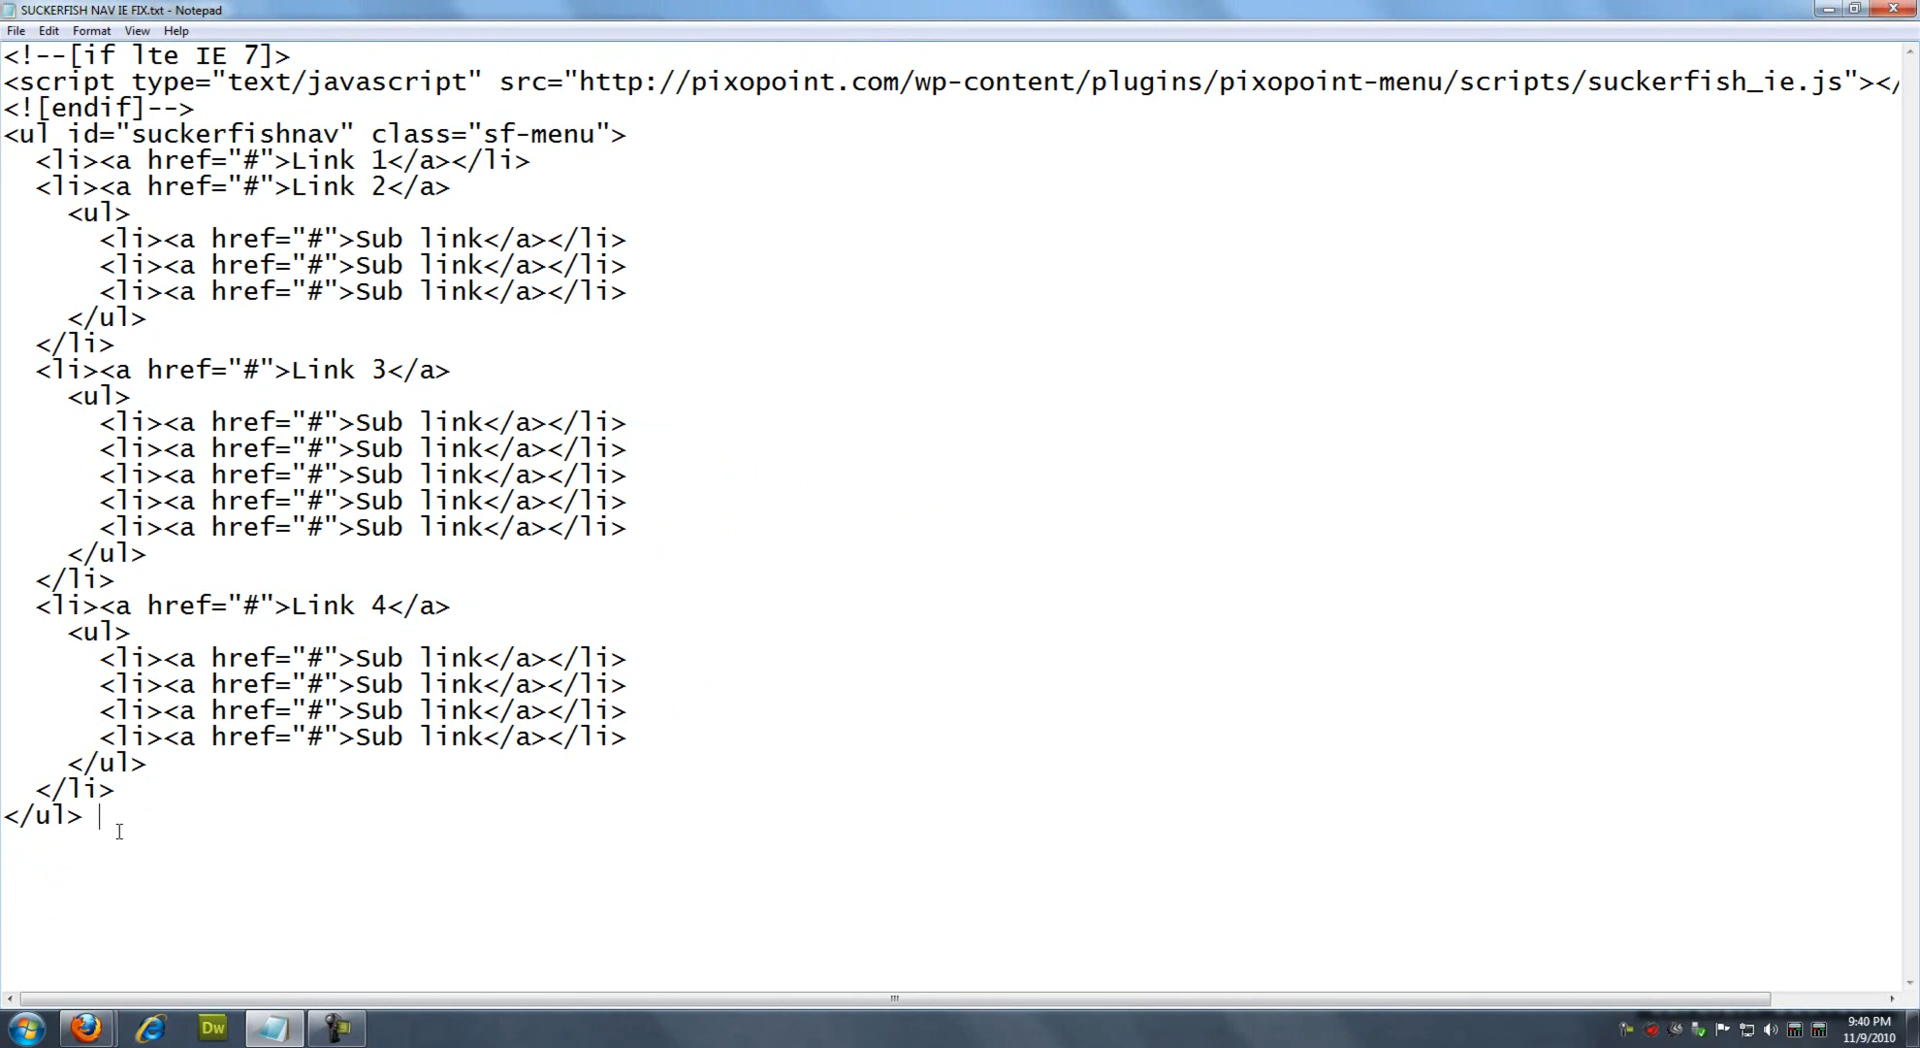 SUCKERFISH NAV IE FIX.txt - Notepad
File Edit Format View Help
<!--[if lte IE 7]>
<script type="text/javascript" src="http://pixopoint.com/wp-content/plugins/pixopoint-menu/scripts/suckerfish_ie.js"></
<![endif]-->
<ul id="suckerfishnav" class="sf-menu">
  <li><a href="#">Link 1</a></li>
  <li><a href="#">Link 2</a>
    <ul>
      <li><a href="#">Sub link</a></li>
      <li><a href="#">Sub link</a></li>
      <li><a href="#">Sub link</a></li>
    </ul>
  </li>
  <li><a href="#">Link 3</a>
    <ul>
      <li><a href="#">Sub link</a></li>
      <li><a href="#">Sub link</a></li>
      <li><a href="#">Sub link</a></li>
      <li><a href="#">Sub link</a></li>
      <li><a href="#">Sub link</a></li>
    </ul>
  </li>
  <li><a href="#">Link 4</a>
    <ul>
      <li><a href="#">Sub link</a></li>
      <li><a href="#">Sub link</a></li>
      <li><a href="#">Sub link</a></li>
      <li><a href="#">Sub link</a></li>
    </ul>
  </li>
</ul>
Dw
9:40 PM
11/9/2010